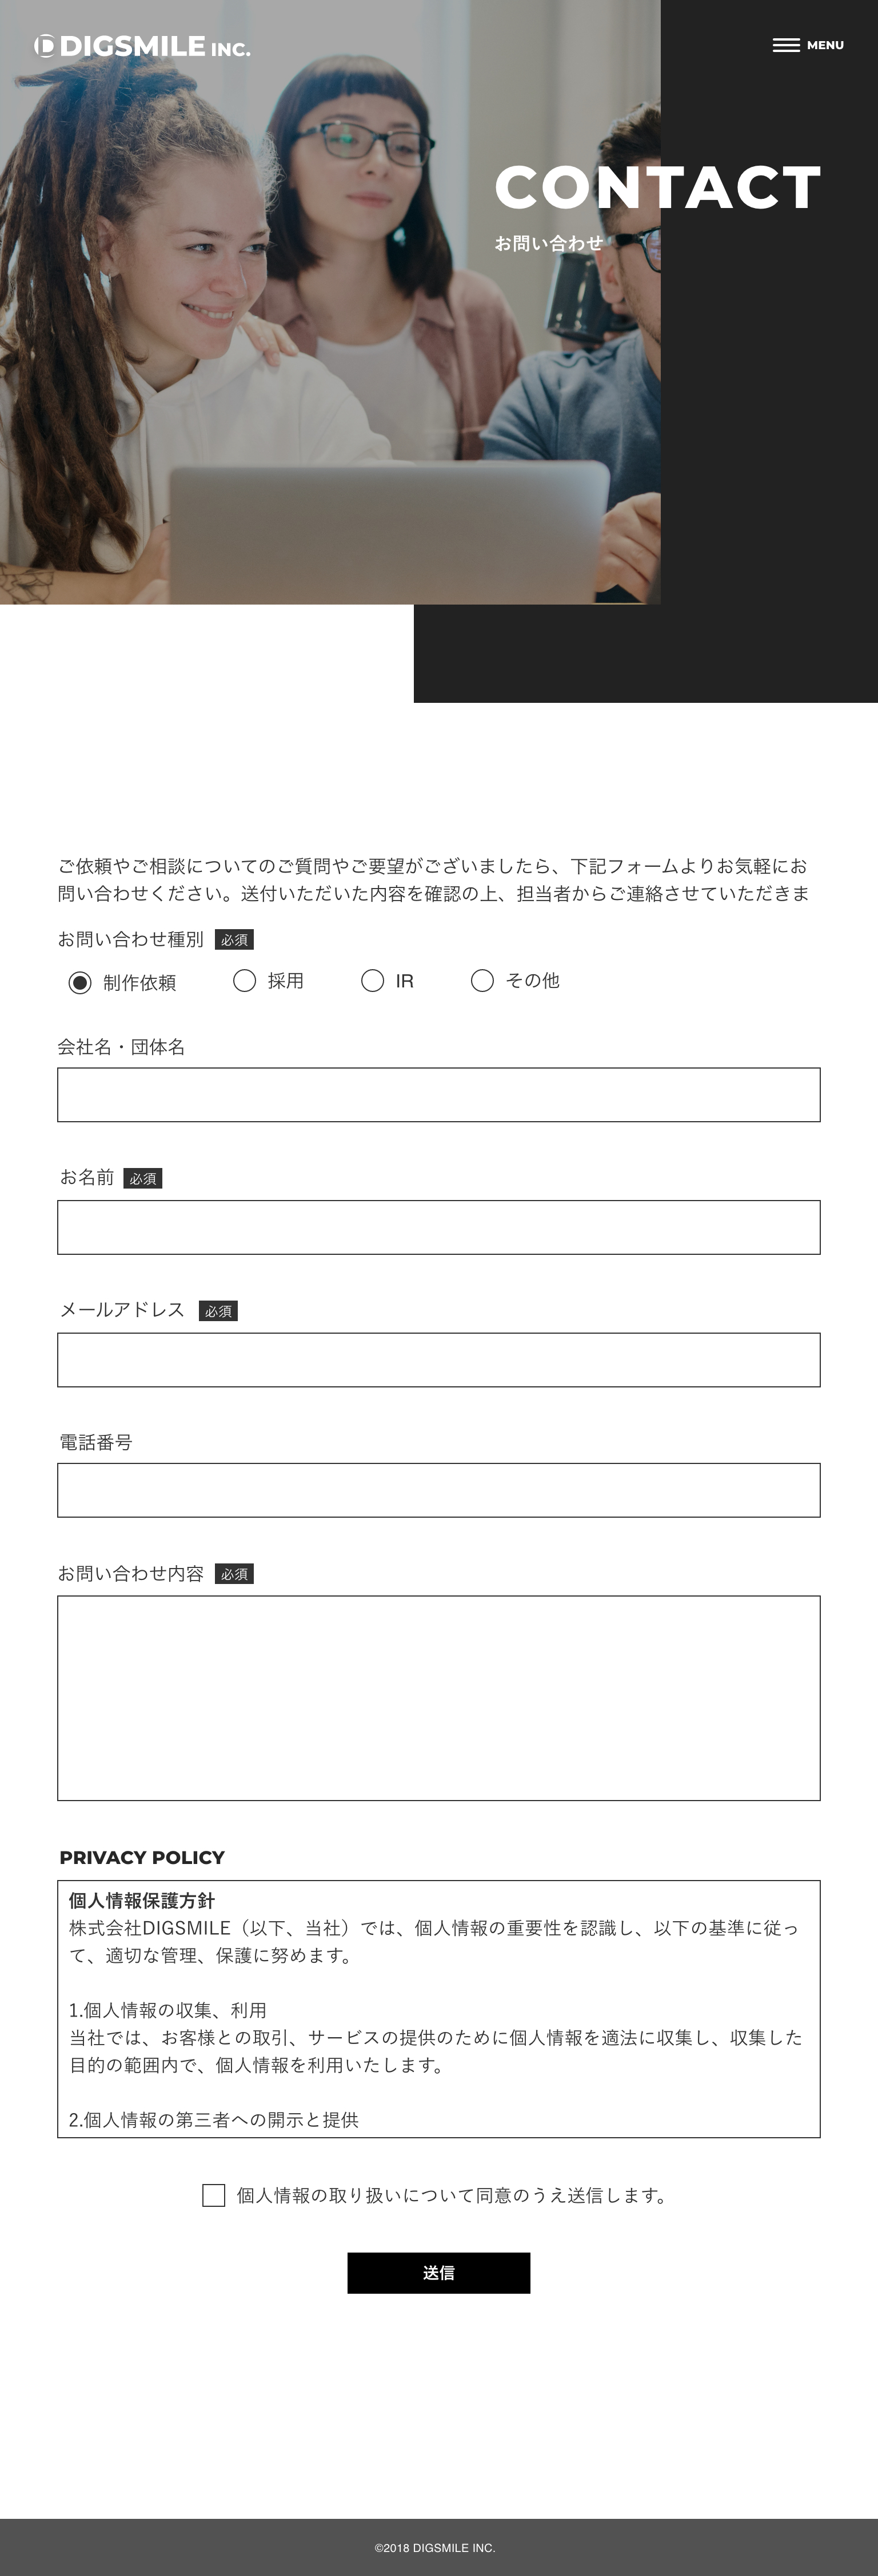 DIGSMILE INC.
MENU
CONTACT
お問い合わせ
ご依頼やご相談についてのご質問やご要望がございましたら、下記フォームよりお気軽にお
問い合わせください。送付いただいた内容を確認の上、担当者からご連絡させていただきま
お問い合わせ種別 必須
制作依頼 採用 IR その他
会社名・団体名
お名前 必須
メールアドレス 必須
電話番号
お問い合わせ内容 必須
PRIVACY POLICY
個人情報保護方針
株式会社DIGSMILE（以下、当社）では、個人情報の重要性を認識し、以下の基準に従っ
て、適切な管理、保護に努めます。
1.個人情報の収集、利用
当社では、お客様との取引、サービスの提供のために個人情報を適法に収集し、収集した
目的の範囲内で、個人情報を利用いたします。
2.個人情報の第三者への開示と提供
個人情報の取り扱いについて同意のうえ送信します。
送信
©2018 DIGSMILE INC.